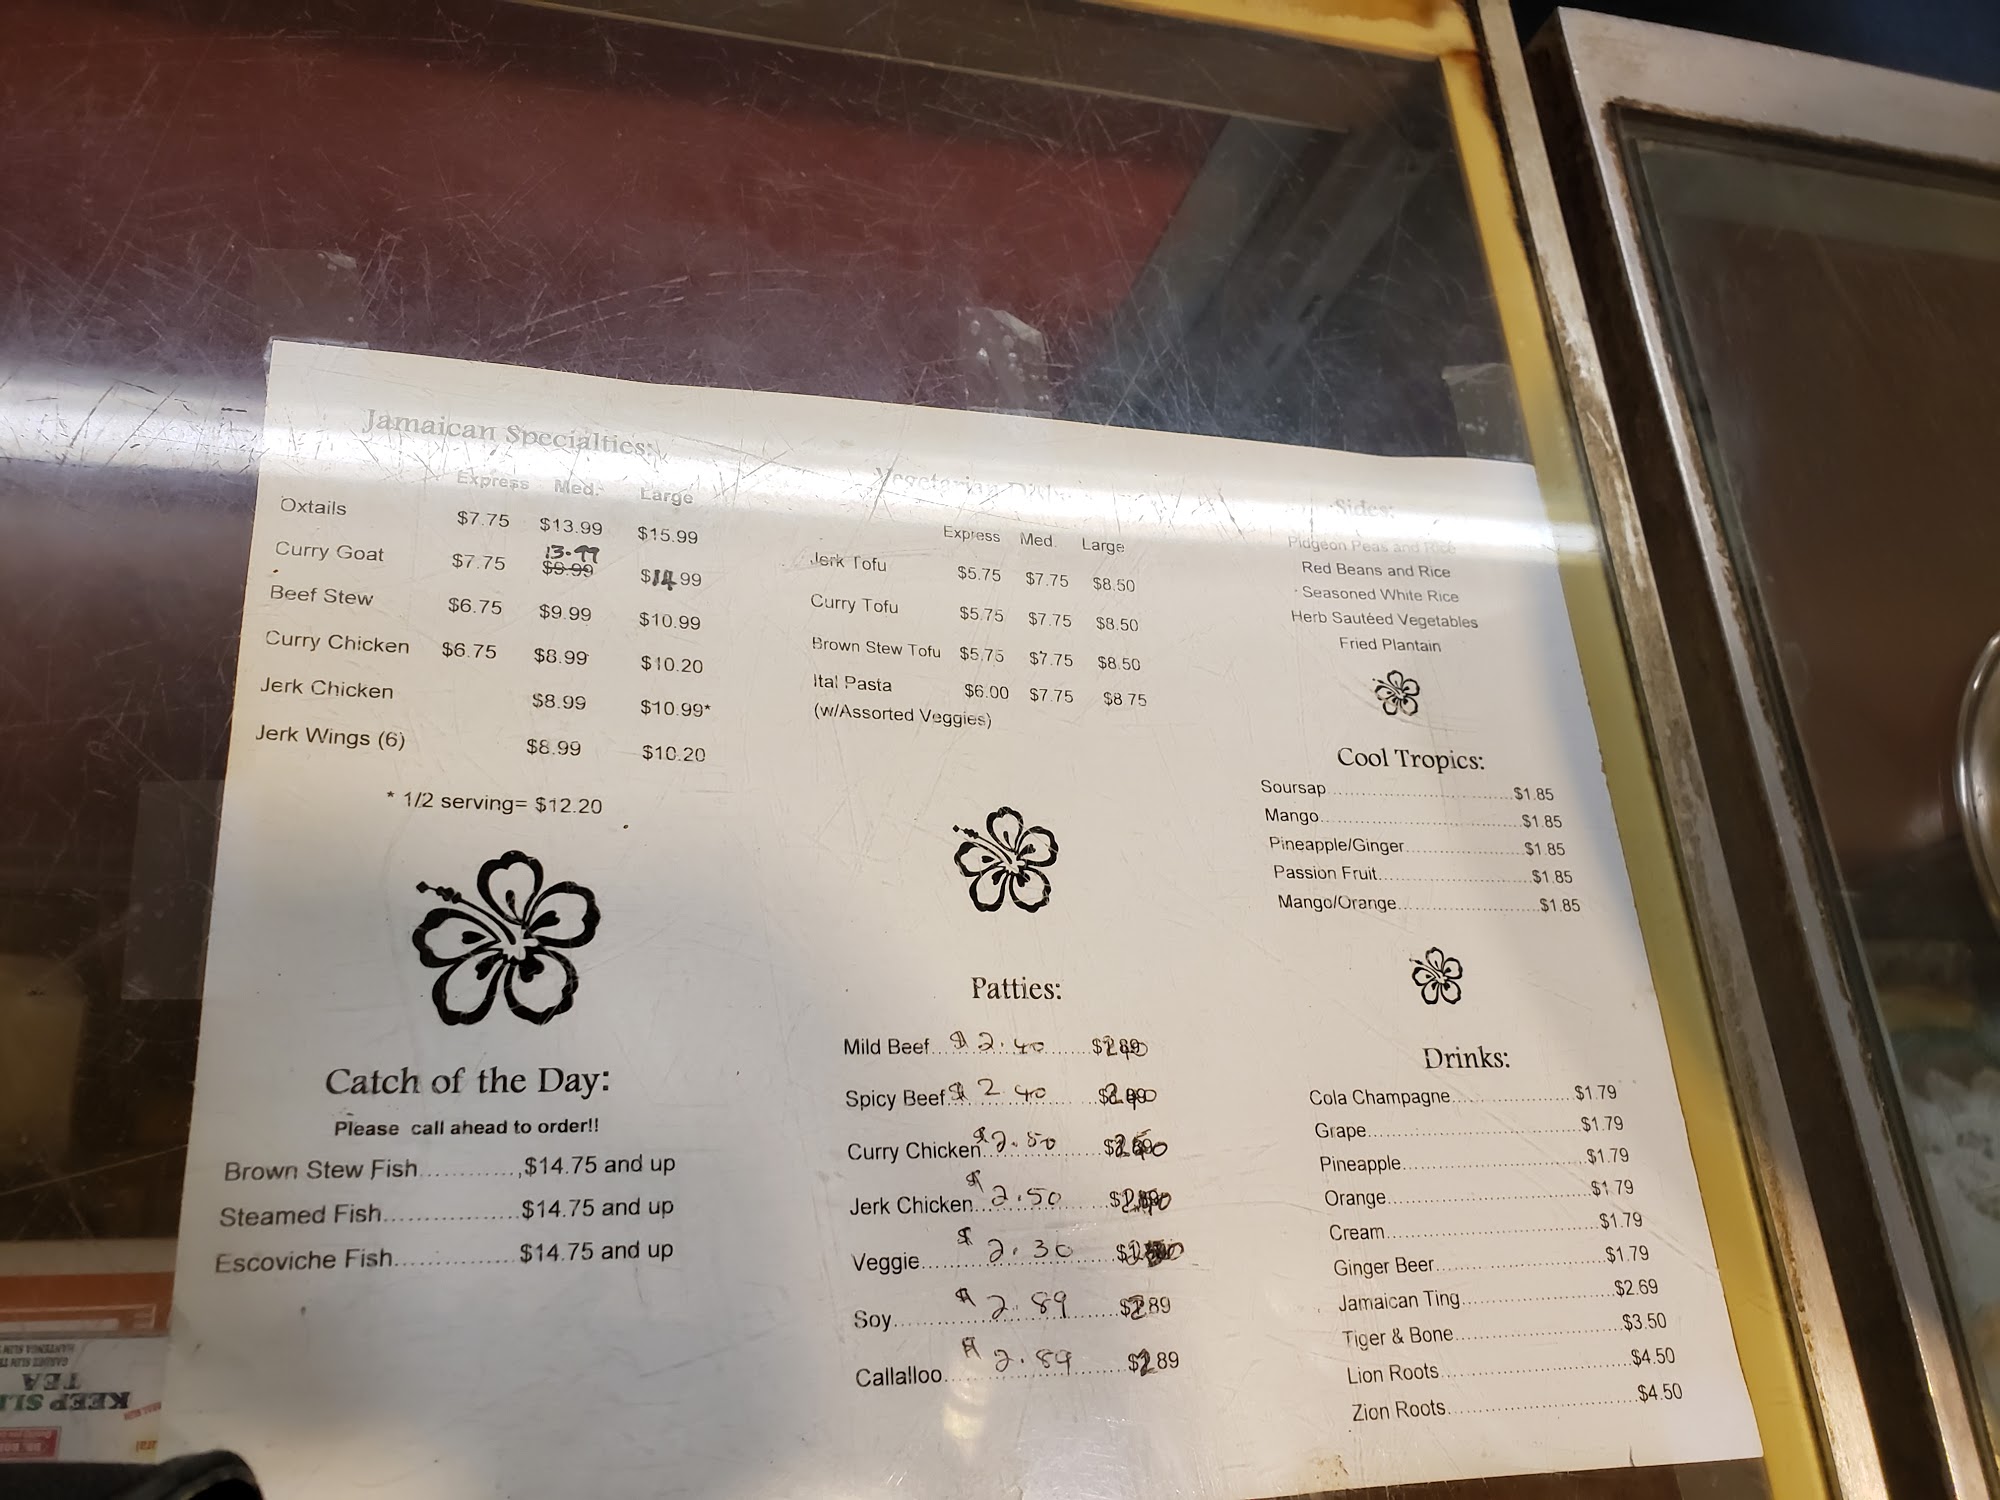 Jamaican Specialties:
Express Med. Large
Oxtails $7.75 $13.99 $15.99
Curry Goat $7.75 13.99 $9.99 $14.99
Beef Stew $6.75 $9.99 $10.99
Curry Chicken $6.75 $8.99 $10.20
Jerk Chicken $8.99 $10.99*
Jerk Wings (6) $8.99 $10.20
* 1/2 serving= $12.20
Catch of the Day:
Please call ahead to order!!
Brown Stew Fish............,$14.75 and up
Steamed Fish.................$14.75 and up
Escoviche Fish...............$14.75 and up
Vegetarian
Express Med. Large
Jerk Tofu $5.75 $7.75 $8.50
Curry Tofu $5.75 $7.75 $8.50
Brown Stew Tofu $5.75 $7.75 $8.50
Ital Pasta $6.00 $7.75 $8.75
(w/Assorted Veggies)
Patties:
Mild Beef $2.40
Spicy Beef $2.40
Curry Chicken $2.50
Jerk Chicken $2.50
Veggie $2.30
Soy $2.89 $2.89
Callalloo $2.89 $2.89
Sides:
Pidgeon Peas and Rice
Red Beans and Rice
Seasoned White Rice
Herb Sautéed Vegetables
Fried Plantain
Cool Tropics:
Soursap..............................$1.85
Mango................................$1.85
Pineapple/Ginger..................$1.85
Passion Fruit.......................$1.85
Mango/Orange......................$1.85
Drinks:
Cola Champagne..................$1.79
Grape................................$1.79
Pineapple............................$1.79
Orange...............................$1.79
Cream................................$1.79
Ginger Beer.........................$1.79
Jamaican Ting......................$2.69
Tiger & Bone........................$3.50
Lion Roots...........................$4.50
Zion Roots...........................$4.50
KEEP SLI
TEA